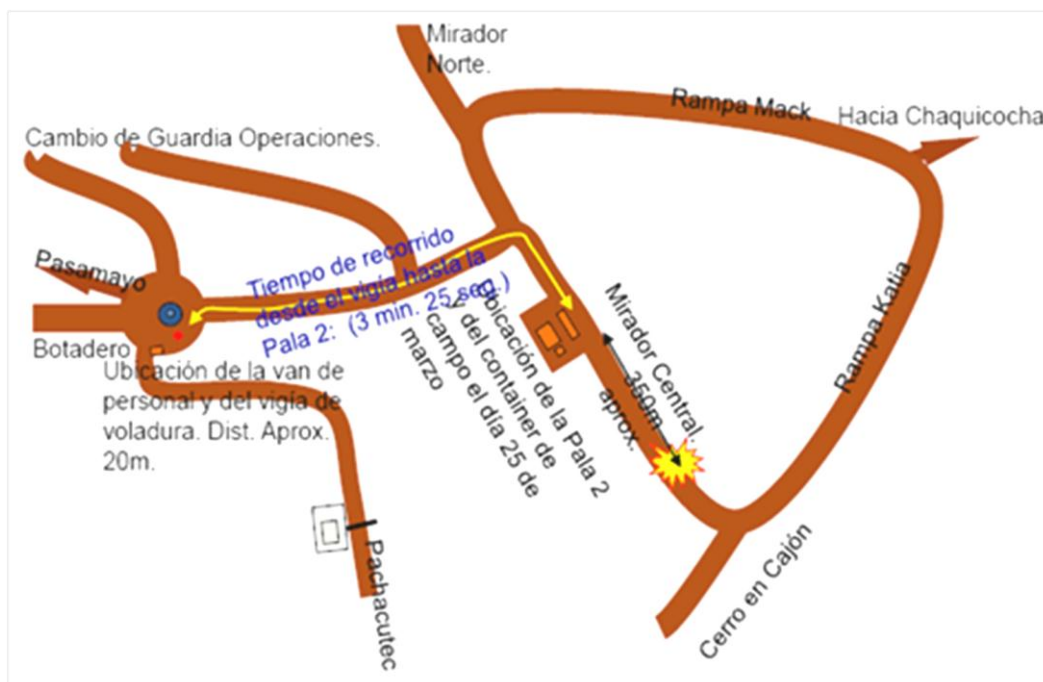 Mirador
Norte.
Rampa Mack
Hacia Chaquicocha
Cambio de Guardia Operaciones.
Pasamayo
Tiempo de recorrido
desde el vigía hasta la
Pala 2: (3 min. 25 seg.)
Botadero
Ubicación de la van de
personal y del vigía de
voladura. Dist. Aprox.
20m.
Ubicación de la Pala 2
y del container de
campo el día 25 de
marzo
Mirador Central.
350m
aprox.
Rampa Katia
Pachacutec
Cerro en Cajón